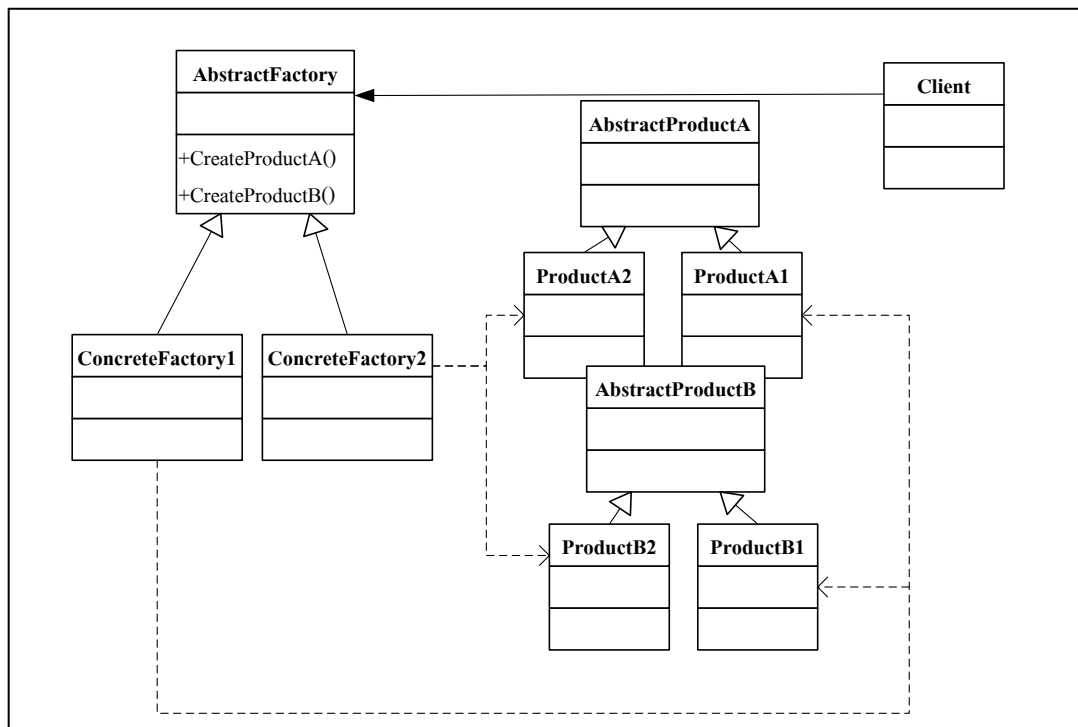 AbstractFactory
+CreateProductA()
+CreateProductB()
Client
AbstractProductA
ProductA2
ProductA1
ConcreteFactory1
ConcreteFactory2
AbstractProductB
ProductB2
ProductB1